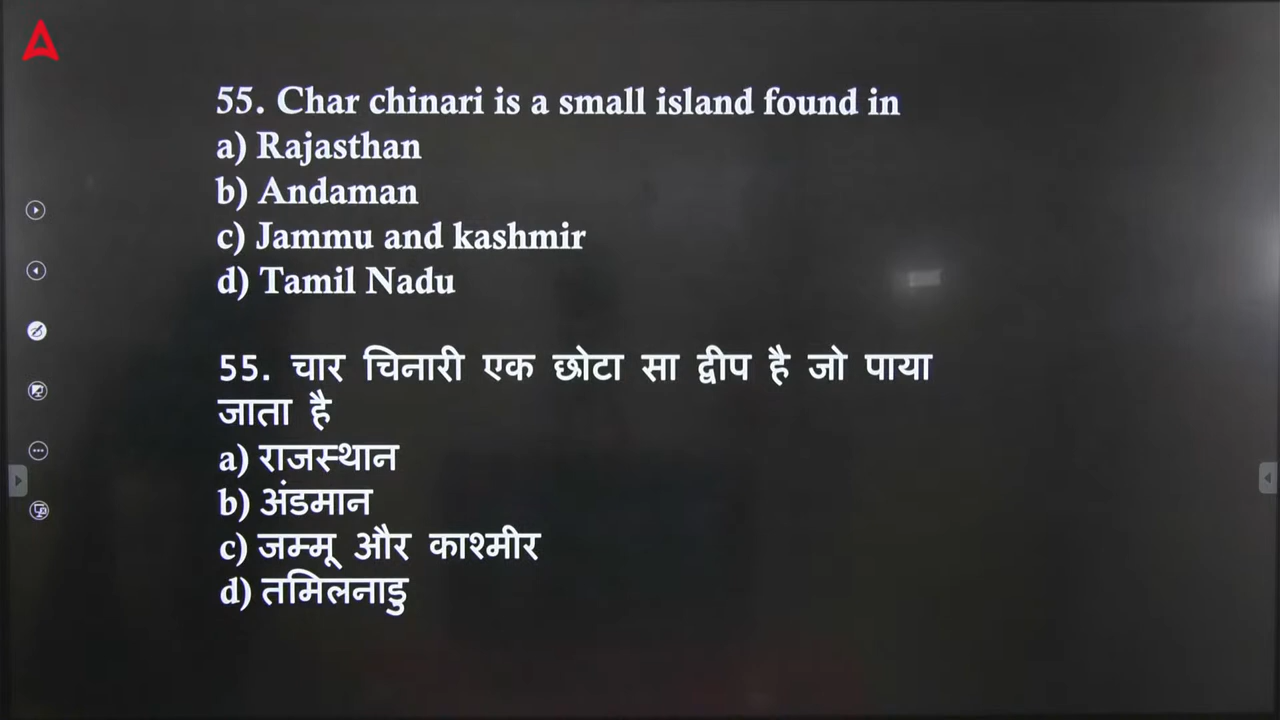 55. Char chinari is a small island found in
a) Rajasthan
b) Andaman
c) Jammu and kashmir
d) Tamil Nadu
55. चार चिनारी एक छोटा सा द्वीप है जो पाया
जाता है
a) राजस्थान
b) अंडमान
c) जम्मू और काश्मीर
d) तमिलनाडु